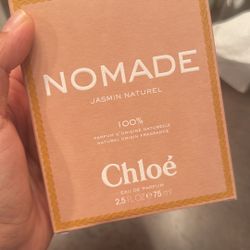 NOMADE
JASMIN NATUREL
100%
PARFUM D'ORIGINE NATURELLE
NATURAL ORIGIN FRAGRANCE
Chloé
EAU DE PARFUM
2.5 FL.OZ e 75 ml